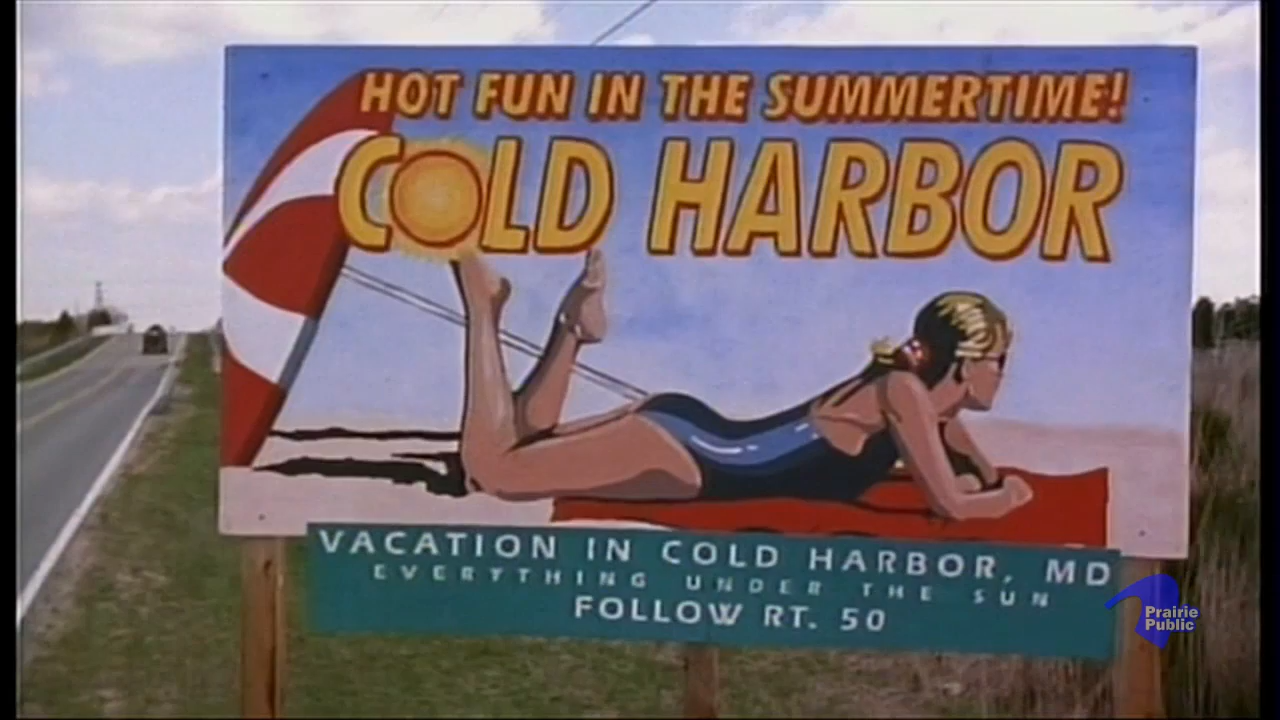 HOT FUN IN THE SUMMERTIME!
COLD HARBOR
VACATION IN COLD HARBOR, MD
EVERYTHING UNDER THE SUN
FOLLOW RT. 50
Prairie
Public